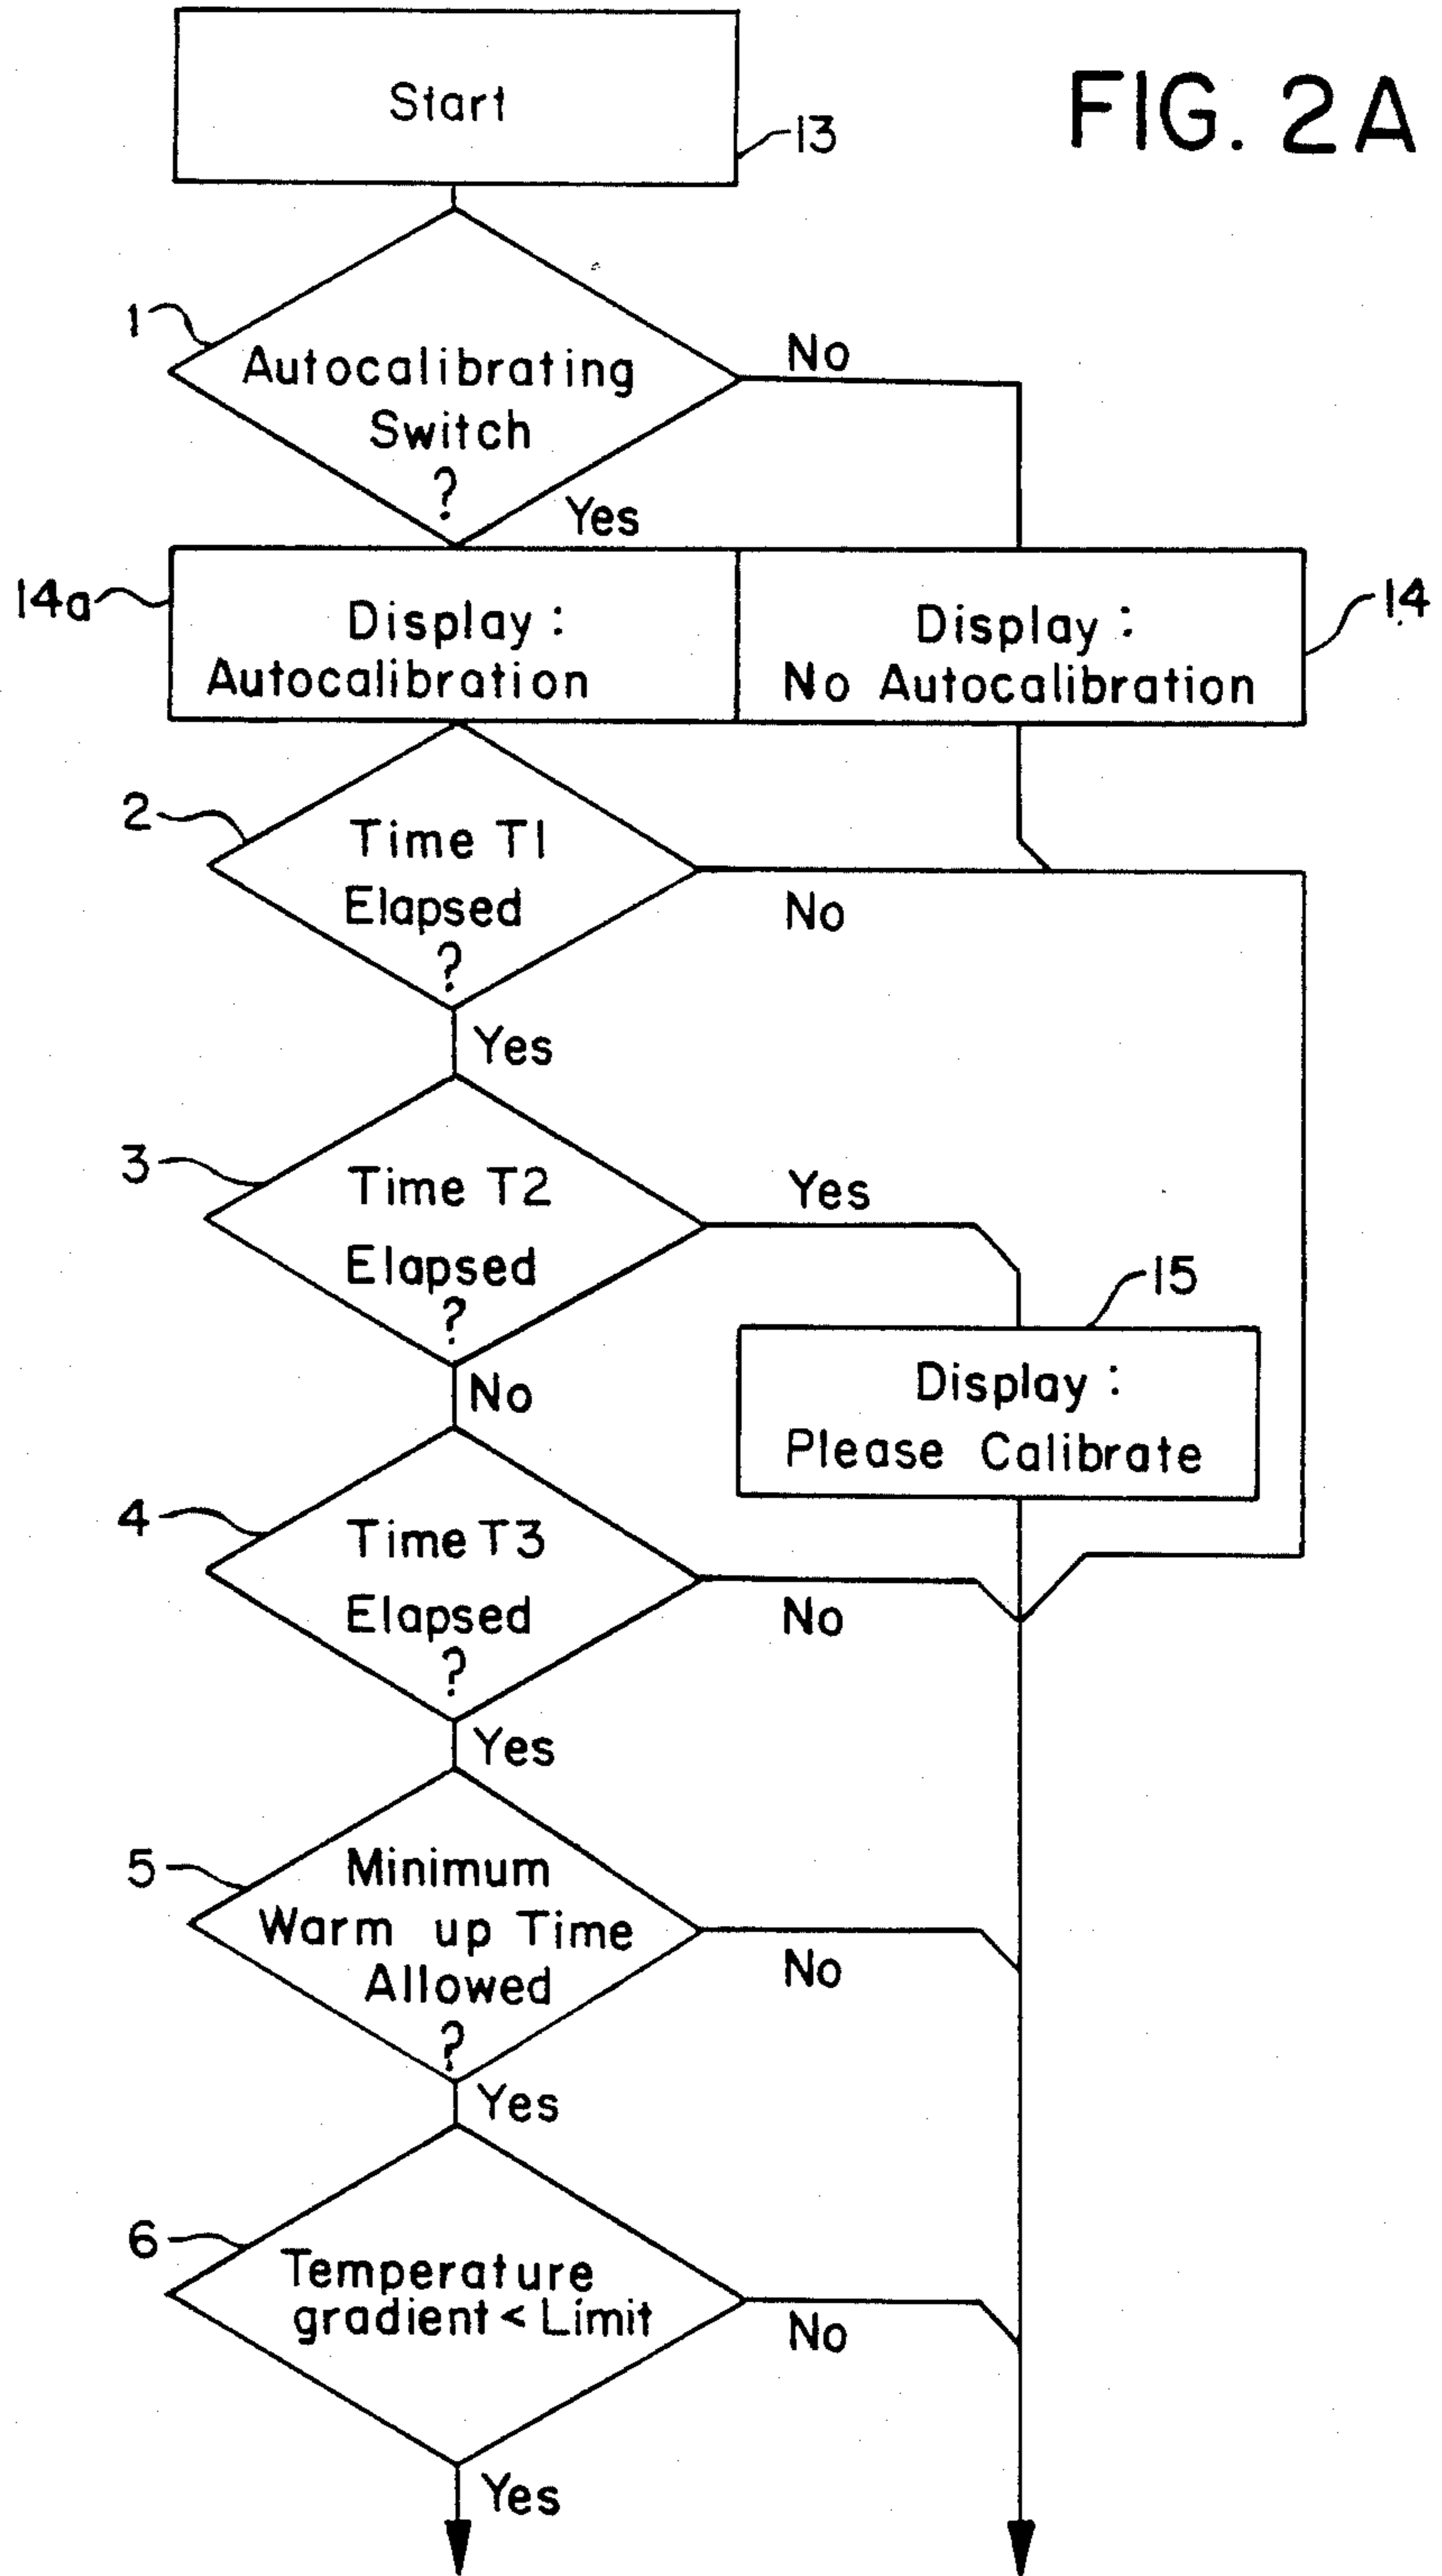 FIG. 2A
Start
13
1
Autocalibrating
Switch
?
No
Yes
14a
Display :
Autocalibration
Display :
No Autocalibration
14
2
Time T1
Elapsed
?
No
Yes
3
Time T2
Elapsed
?
Yes
No
15
Display :
Please Calibrate
4
Time T3
Elapsed
?
No
Yes
5
Minimum
Warm up Time
Allowed
?
No
Yes
6
Temperature
gradient < Limit
No
Yes